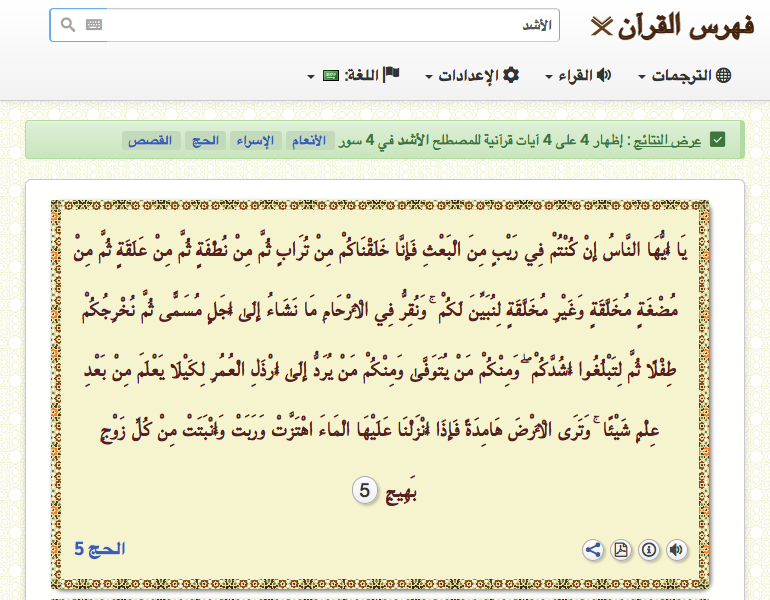 فهرس القرآن
الأشد
الترجمات
القراء
الإعدادات
اللغة:
عرض النتائج : إظهار 4 على 4 آيات قرآنية للمصطلح الأشد في 4 سور الأنعام الإسراء الحج القصص
يَا أَيُّهَا النَّاسُ إِنْ كُنْتُمْ فِي رَيْبٍ مِنَ الْبَعْثِ فَإِنَّا خَلَقْنَاكُمْ مِنْ تُرَابٍ ثُمَّ مِنْ نُطْفَةٍ ثُمَّ مِنْ عَلَقَةٍ ثُمَّ مِنْ
مُضْغَةٍ مُخَلَّقَةٍ وَغَيْرِ مُخَلَّقَةٍ لِنُبَيِّنَ لَكُمْ ۚ وَنُقِرُّ فِي الْأَرْحَامِ مَا نَشَاءُ إِلَىٰ أَجَلٍ مُسَمًّى ثُمَّ نُخْرِجُكُمْ
طِفْلًا ثُمَّ لِتَبْلُغُوا أَشُدَّكُمْ ۖ وَمِنْكُمْ مَنْ يُتَوَفَّىٰ وَمِنْكُمْ مَنْ يُرَدُّ إِلَىٰ أَرْذَلِ الْعُمُرِ لِكَيْلَا يَعْلَمَ مِنْ بَعْدِ
عِلْمٍ شَيْئًا ۚ وَتَرَى الْأَرْضَ هَامِدَةً فَإِذَا أَنْزَلْنَا عَلَيْهَا الْمَاءَ اهْتَزَّتْ وَرَبَتْ وَأَنْبَتَتْ مِنْ كُلِّ زَوْجٍ
بَهِيجٍ 5
الحج 5